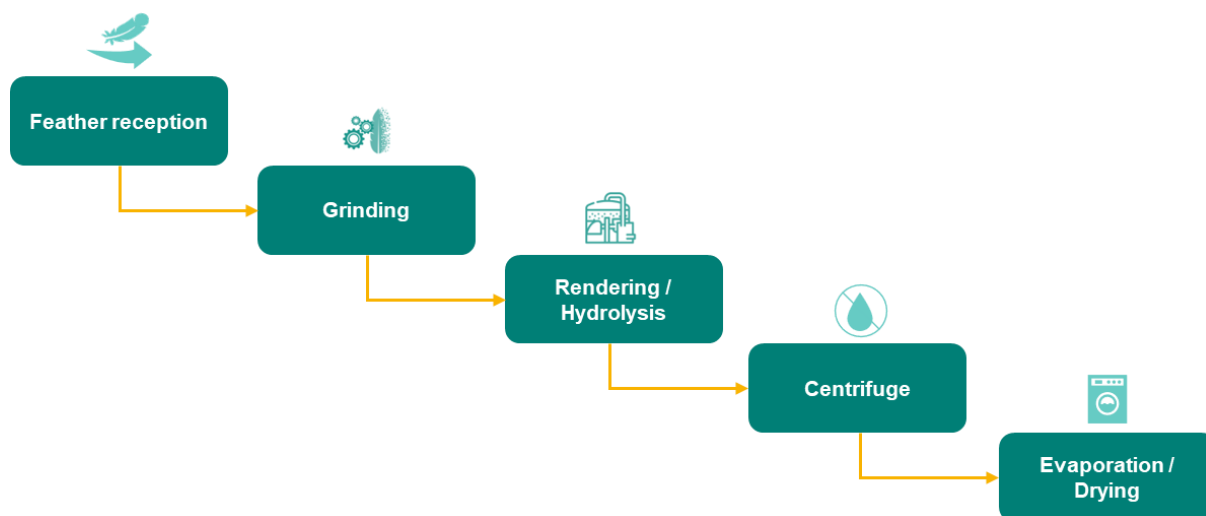 Feather reception
Grinding
Rendering /
Hydrolysis
Centrifuge
Evaporation /
Drying